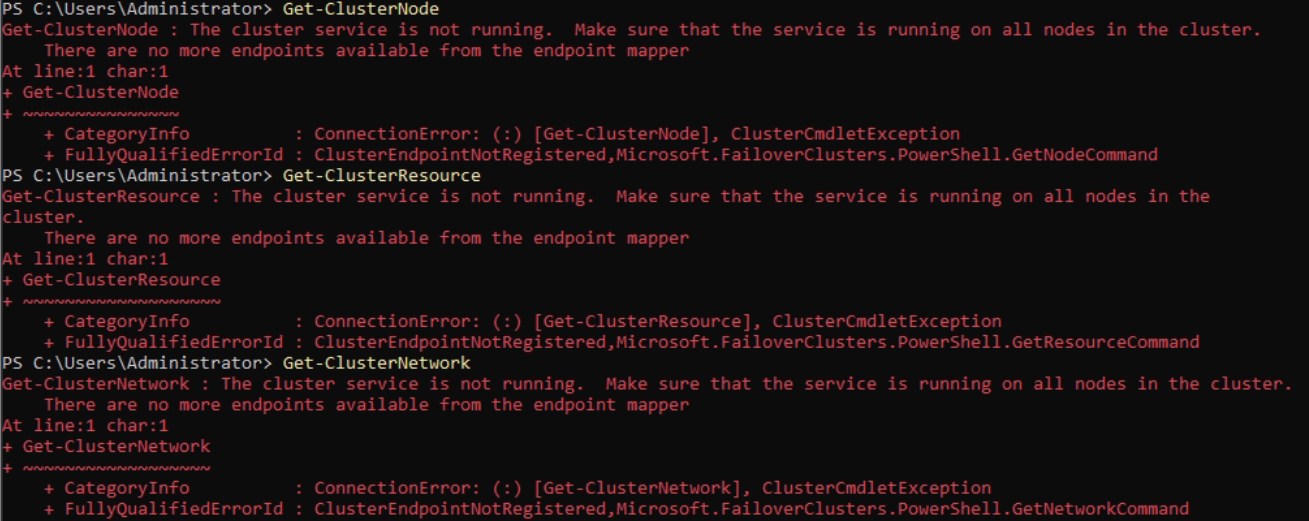 PS C:\Users\Administrator> Get-ClusterNode
Get-ClusterNode : The cluster service is not running.  Make sure that the service is running on all nodes in the cluster.
    There are no more endpoints available from the endpoint mapper
At line:1 char:1
+ Get-ClusterNode
+ ~~~~~~~~~~~~~~~
    + CategoryInfo          : ConnectionError: (:) [Get-ClusterNode], ClusterCmdletException
    + FullyQualifiedErrorId : ClusterEndpointNotRegistered,Microsoft.FailoverClusters.PowerShell.GetNodeCommand
PS C:\Users\Administrator> Get-ClusterResource
Get-ClusterResource : The cluster service is not running.  Make sure that the service is running on all nodes in the
cluster.
    There are no more endpoints available from the endpoint mapper
At line:1 char:1
+ Get-ClusterResource
+ ~~~~~~~~~~~~~~~~~~~
    + CategoryInfo          : ConnectionError: (:) [Get-ClusterResource], ClusterCmdletException
    + FullyQualifiedErrorId : ClusterEndpointNotRegistered,Microsoft.FailoverClusters.PowerShell.GetResourceCommand
PS C:\Users\Administrator> Get-ClusterNetwork
Get-ClusterNetwork : The cluster service is not running.  Make sure that the service is running on all nodes in the cluster.
    There are no more endpoints available from the endpoint mapper
At line:1 char:1
+ Get-ClusterNetwork
+ ~~~~~~~~~~~~~~~~~~
    + CategoryInfo          : ConnectionError: (:) [Get-ClusterNetwork], ClusterCmdletException
    + FullyQualifiedErrorId : ClusterEndpointNotRegistered,Microsoft.FailoverClusters.PowerShell.GetNetworkCommand